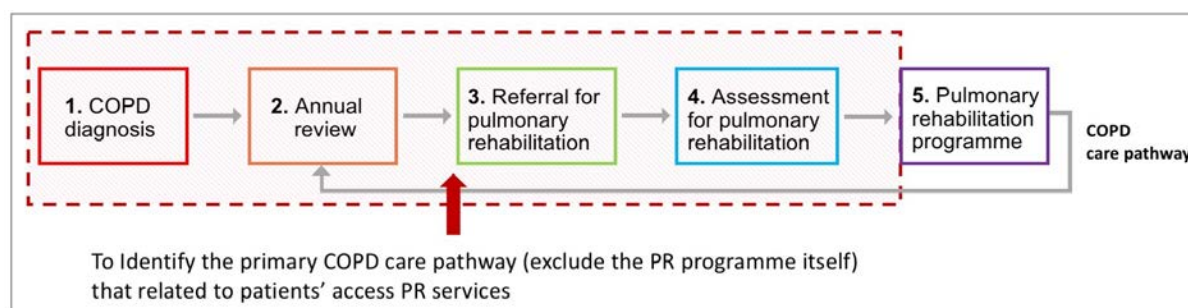 1. COPD
diagnosis
2. Annual
review
3. Referral for
pulmonary
rehabilitation
4. Assessment
for pulmonary
rehabilitation
5. Pulmonary
rehabilitation
programme
COPD
care pathway
To Identify the primary COPD care pathway (exclude the PR programme itself)
that related to patients’ access PR services